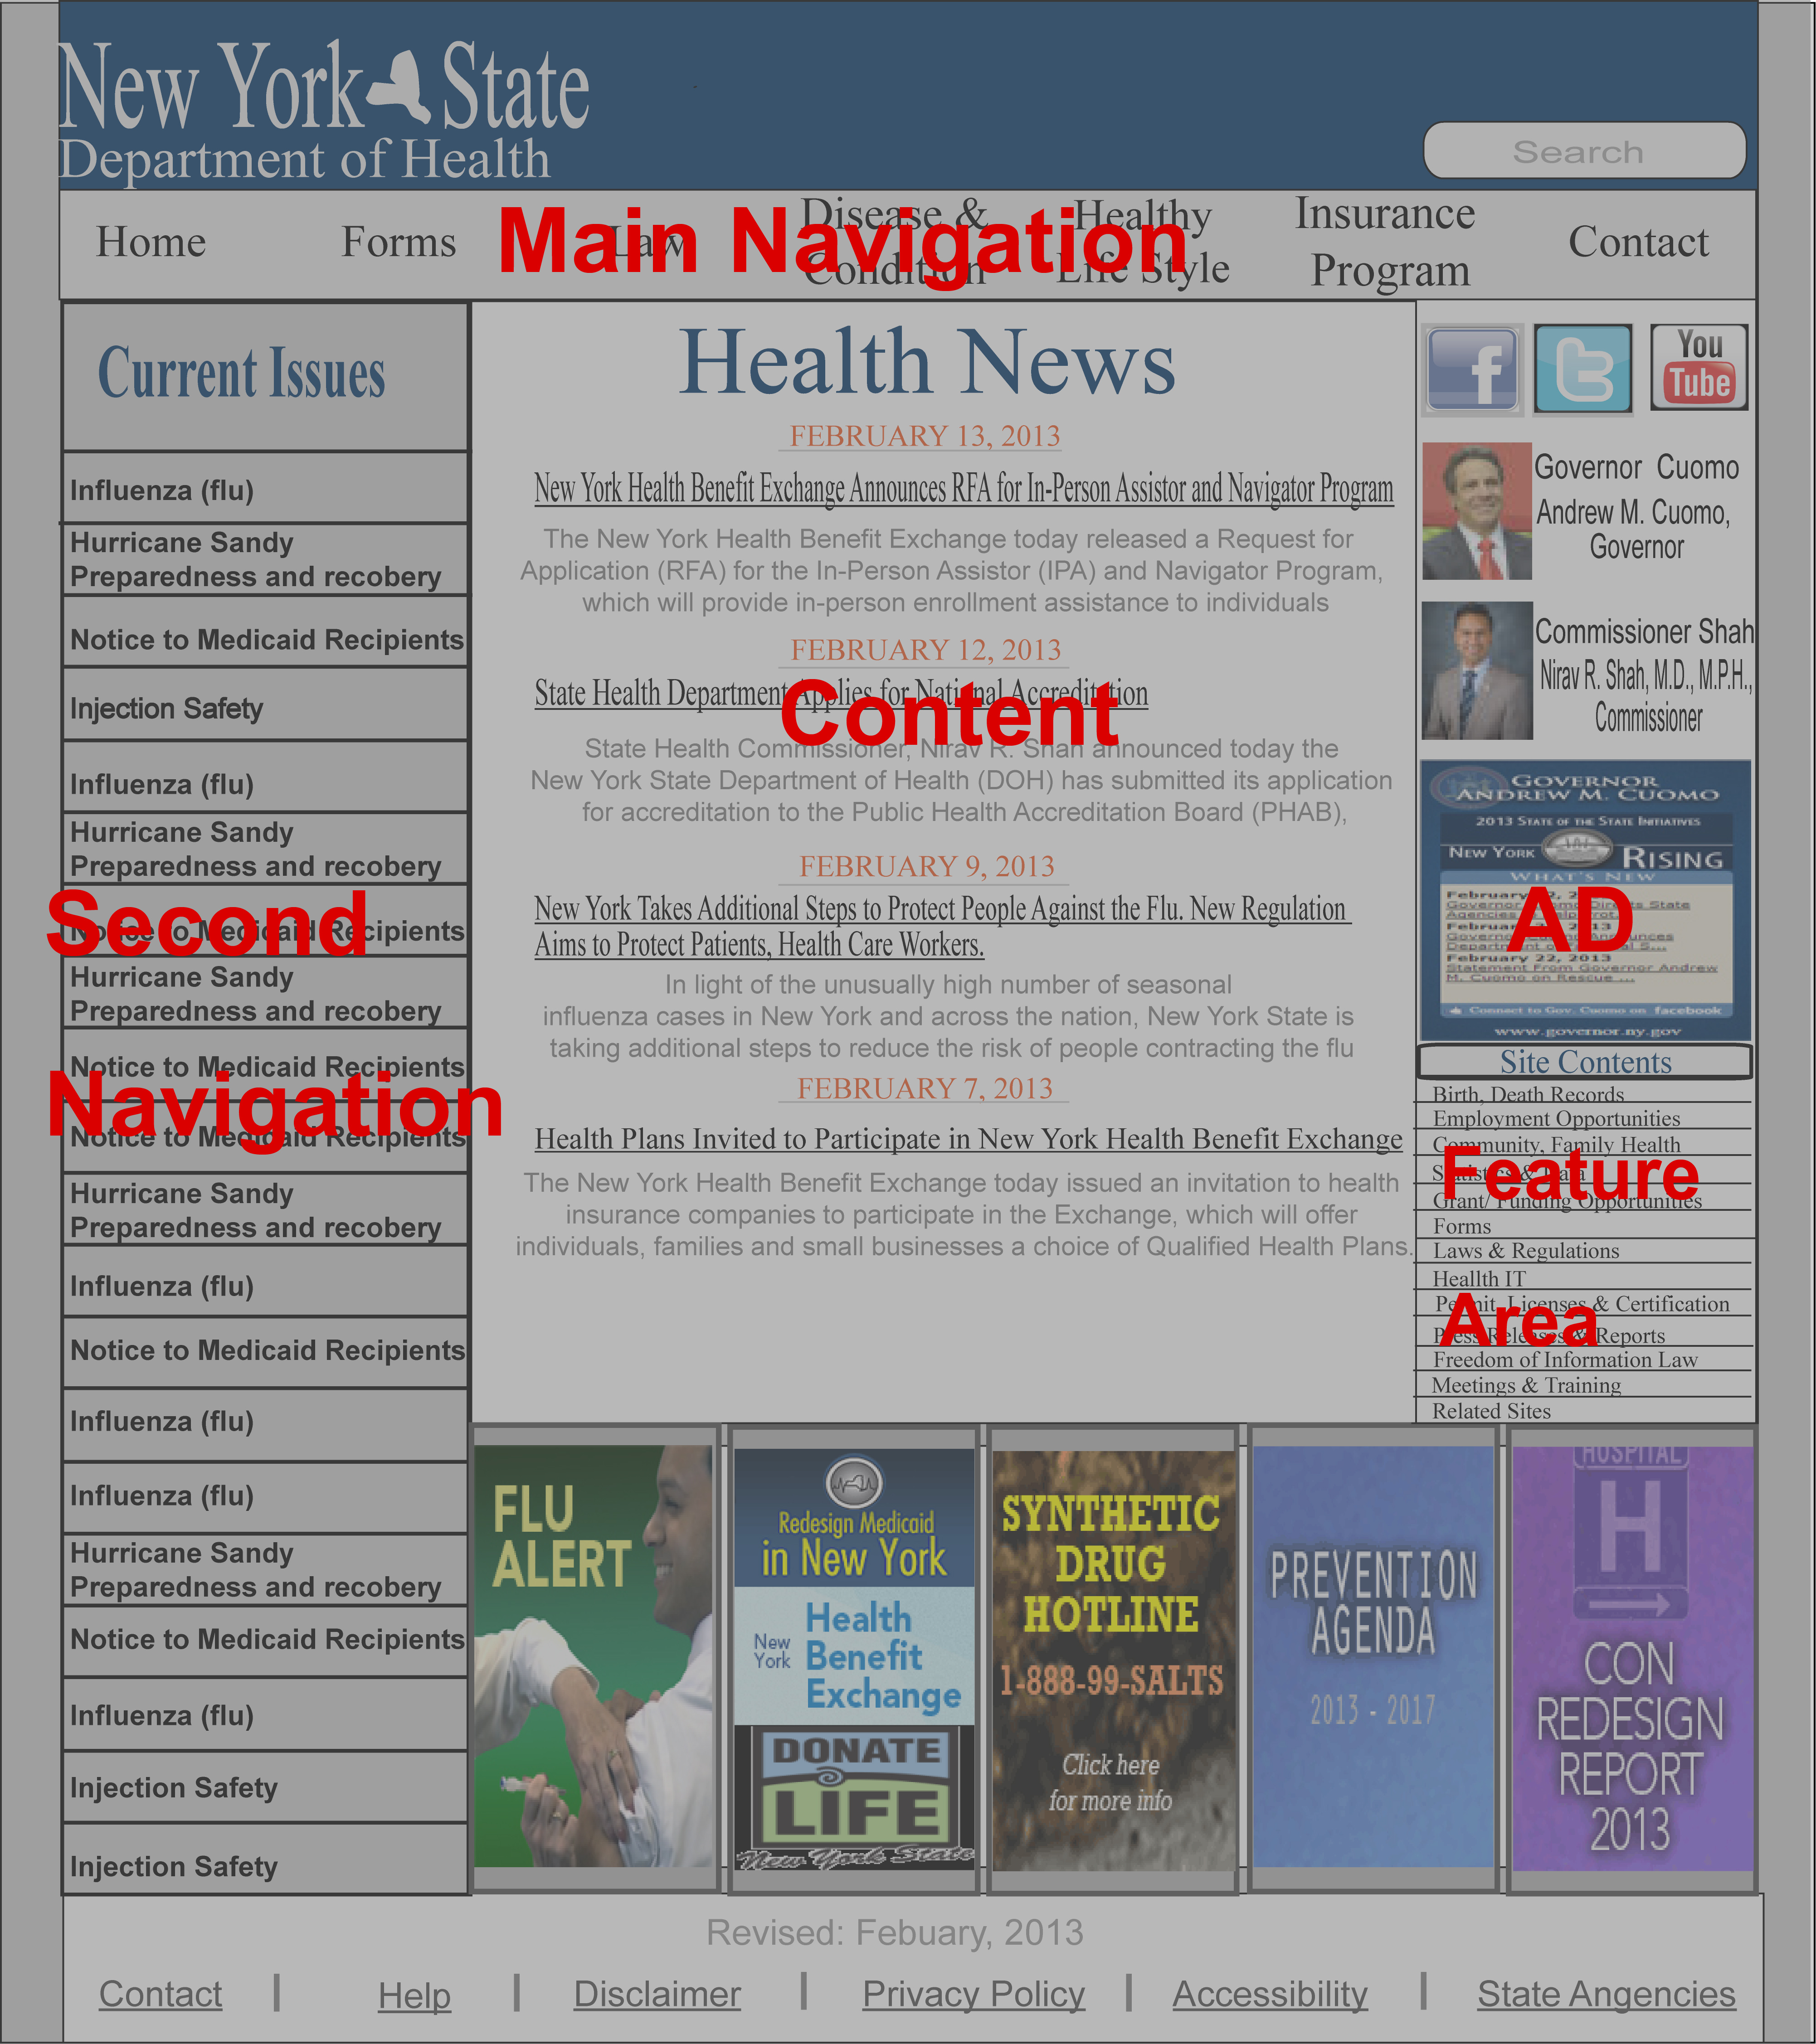 New York State
Department of Health
Search
Home
Forms
Law
Disease &
Condition
Healthy
Life Style
Insurance
Program
Contact
Main Navigation
Current Issues
Influenza (flu)
Hurricane Sandy
Preparedness and recobery
Notice to Medicaid Recipients
Injection Safety
Influenza (flu)
Hurricane Sandy
Preparedness and recobery
Notice to Medicaid Recipients
Hurricane Sandy
Preparedness and recobery
Notice to Medicaid Recipients
Notice to Medicaid Recipients
Hurricane Sandy
Preparedness and recobery
Influenza (flu)
Notice to Medicaid Recipients
Influenza (flu)
Influenza (flu)
Hurricane Sandy
Preparedness and recobery
Notice to Medicaid Recipients
Influenza (flu)
Injection Safety
Injection Safety
Second
Navigation
Health News
FEBRUARY 13, 2013
New York Health Benefit Exchange Announces RFA for In-Person Assistor and Navigator Program
The New York Health Benefit Exchange today released a Request for
Application (RFA) for the In-Person Assistor (IPA) and Navigator Program,
which will provide in-person enrollment assistance to individuals
FEBRUARY 12, 2013
State Health Department Applies for National Accreditation
Content
State Health Commissioner, Nirav R. Shah announced today the
New York State Department of Health (DOH) has submitted its application
for accreditation to the Public Health Accreditation Board (PHAB),
FEBRUARY 9, 2013
New York Takes Additional Steps to Protect People Against the Flu. New Regulation
Aims to Protect Patients, Health Care Workers.
In light of the unusually high number of seasonal
influenza cases in New York and across the nation, New York State is
taking additional steps to reduce the risk of people contracting the flu
FEBRUARY 7, 2013
Health Plans Invited to Participate in New York Health Benefit Exchange
The New York Health Benefit Exchange today issued an invitation to health
insurance companies to participate in the Exchange, which will offer
individuals, families and small businesses a choice of Qualified Health Plans.
f
t
You
Tube
Governor Cuomo
Andrew M. Cuomo,
Governor
Commissioner Shah
Nirav R. Shah, M.D., M.P.H.,
Commissioner
GOVERNOR
ANDREW M. CUOMO
2013 STATE OF THE STATE INITIATIVES
NEW YORK RISING
WHAT'S NEW
February 2, 2
Governor Directs State
Agencies
February 2013
Governor
Department
February 22, 2013
Statement From Governor Andrew
M. Cuomo on Rescue ...
Connect to Gov. Cuomo on facebook
www.governor.ny.gov
AD
Site Contents
Birth, Death Records
Employment Opportunities
Community, Family Health
Statistics & Data
Grant/ Funding Opportunities
Forms
Laws & Regulations
Heallth IT
Permit, Licenses & Certification
Press Releases & Reports
Freedom of Information Law
Meetings & Training
Related Sites
Feature
Area
FLU
ALERT
Redesign Medicaid
in New York
New
York
Health
Benefit
Exchange
DONATE
LiFE
New York State
SYNTHETIC
DRUG
HOTLINE
1-888-99-SALTS
Click here
for more info
PREVENTION
AGENDA
2013 - 2017
HOSPITAL
H
CON
REDESIGN
REPORT
2013
Revised: Febuary, 2013
Contact | Help | Disclaimer | Privacy Policy | Accessibility | State Angencies